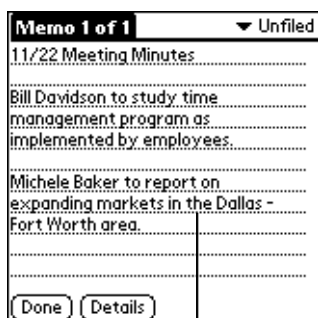 Memo 1 of 1
Unfiled
11/22 Meeting Minutes
Bill Davidson to study time
management program as
implemented by employees.
Michele Baker to report on
expanding markets in the Dallas -
Fort Worth area.
Done Details